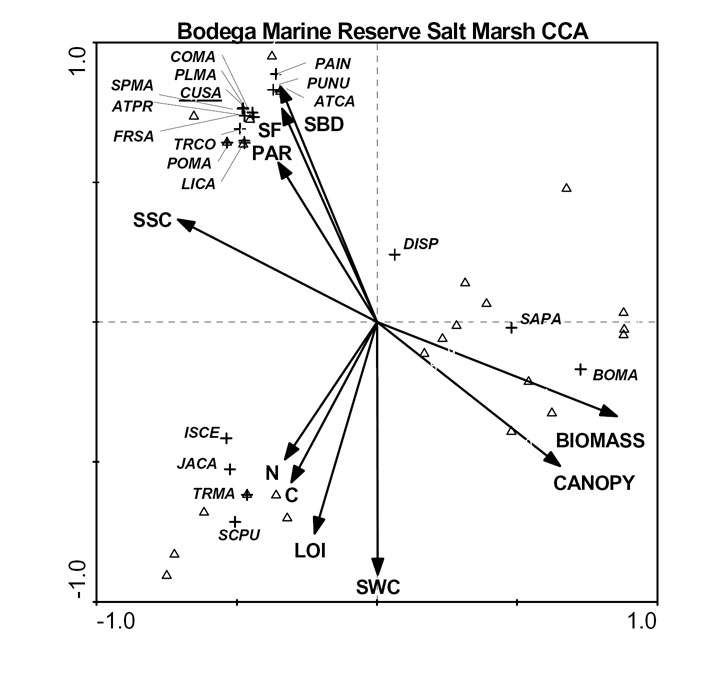 Bodega Marine Reserve Salt Marsh CCA
1.0
COMA
PAIN
PLMA
PUNU
SPMA
CUSA
ATCA
ATPR
SF
SBD
FRSA
TRCO
PAR
POMA
LICA
SSC
DISP
SAPA
BOMA
ISCE
BIOMASS
JACA
N
CANOPY
TRMA
C
SCPU
LOI
-1.0
SWC
-1.0
1.0